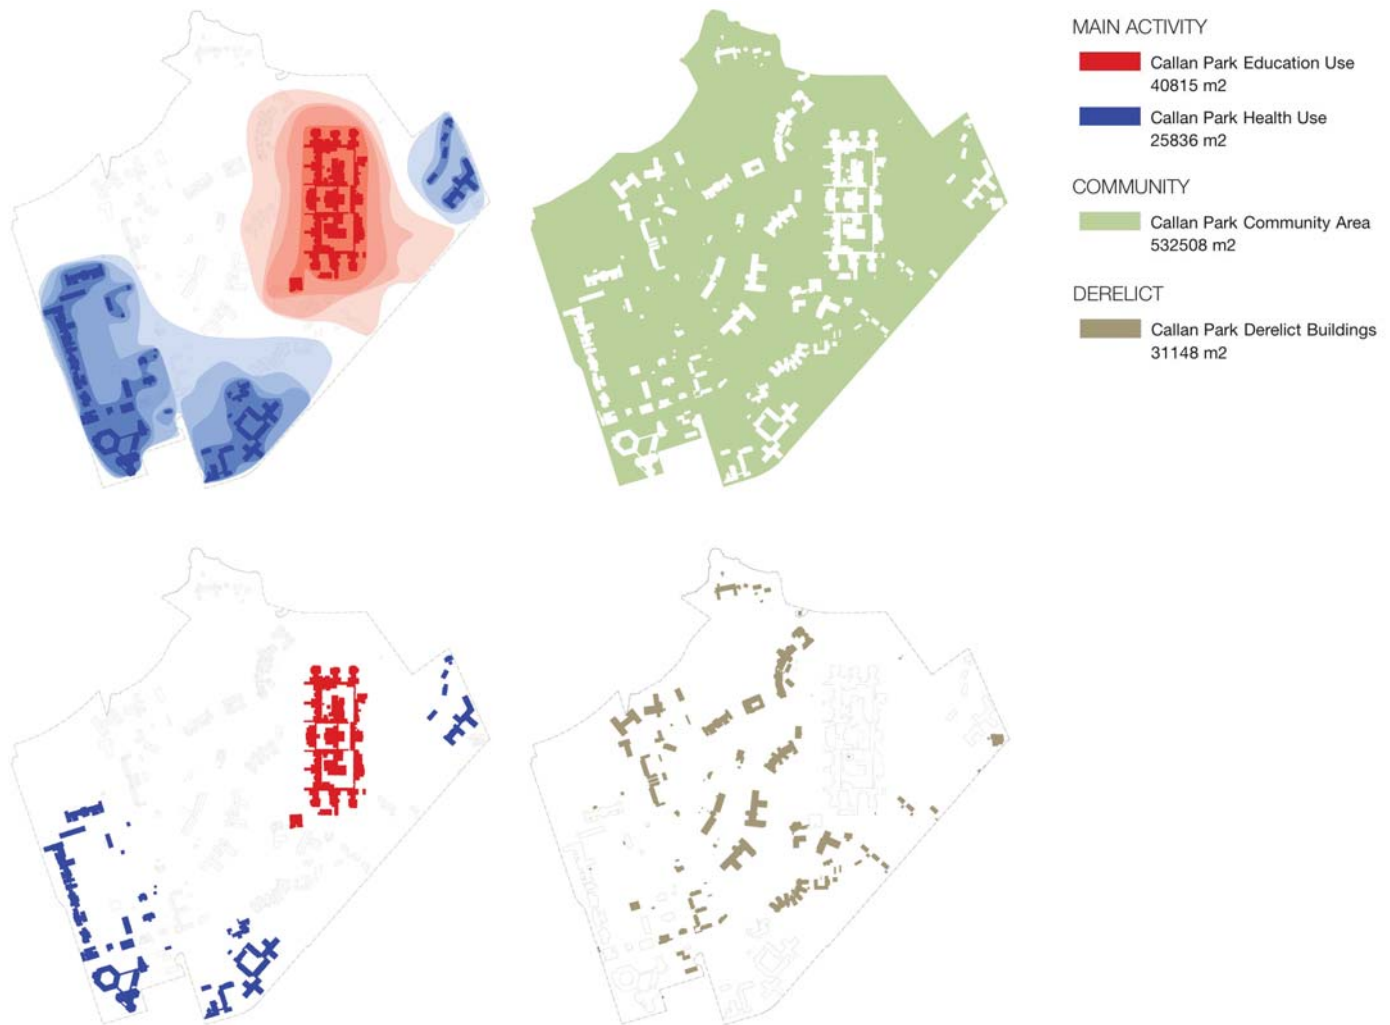 MAIN ACTIVITY
Callan Park Education Use
40815 m2
Callan Park Health Use
25836 m2
COMMUNITY
Callan Park Community Area
532508 m2
DERELICT
Callan Park Derelict Buildings
31148 m2